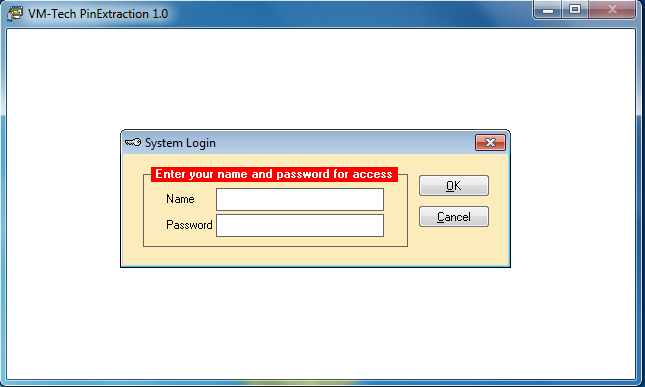 VM-Tech PinExtraction 1.0
System Login
Enter your name and password for access
Name
Password
OK
Cancel